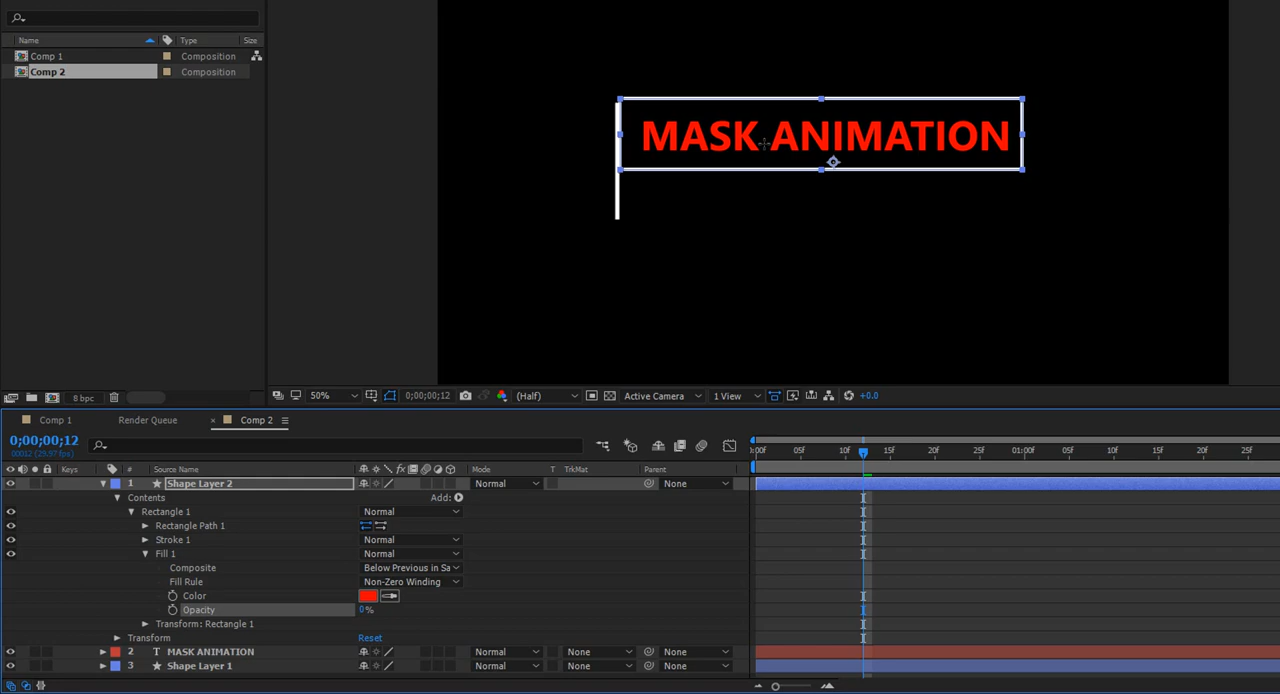 Name Type Size
Comp 1 Composition
Comp 2 Composition
MASK ANIMATION
8 bpc
50% 0;00;00;12 (Half) Active Camera 1 View +0.0
Comp 1 Render Queue × Comp 2
0;00;00;12
00012 (29.97 fps)
:00f 05f 10f 15f 20f 25f 01:00f 05f 10f 15f 20f 25f
Keys # Source Name fx Mode T TrkMat Parent
1 Shape Layer 2 Normal None
Contents Add:
Rectangle 1 Normal
Rectangle Path 1
Stroke 1 Normal
Fill 1 Normal
Composite Below Previous in Sa
Fill Rule Non-Zero Winding
Color
Opacity 0%
Transform: Rectangle 1
Transform Reset
2 T MASK ANIMATION Normal None None
3 Shape Layer 1 Normal None None